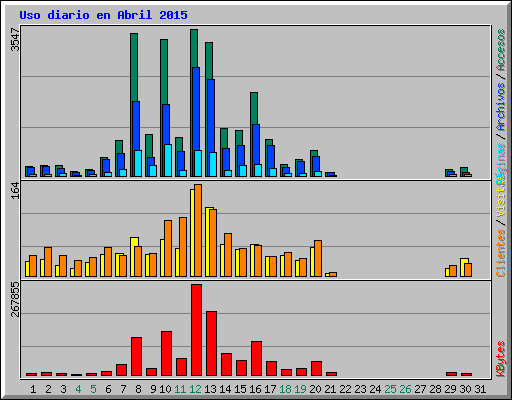 Uso diario en Abril 2015
3547
164
267855
Accesos
/
Archivos
/
Páginas
Visitas
/
Clientes
KBytes
1 2 3 4 5 6 7 8 9 10 11 12 13 14 15 16 17 18 19 20 21 22 23 24 25 26 27 28 29 30 31